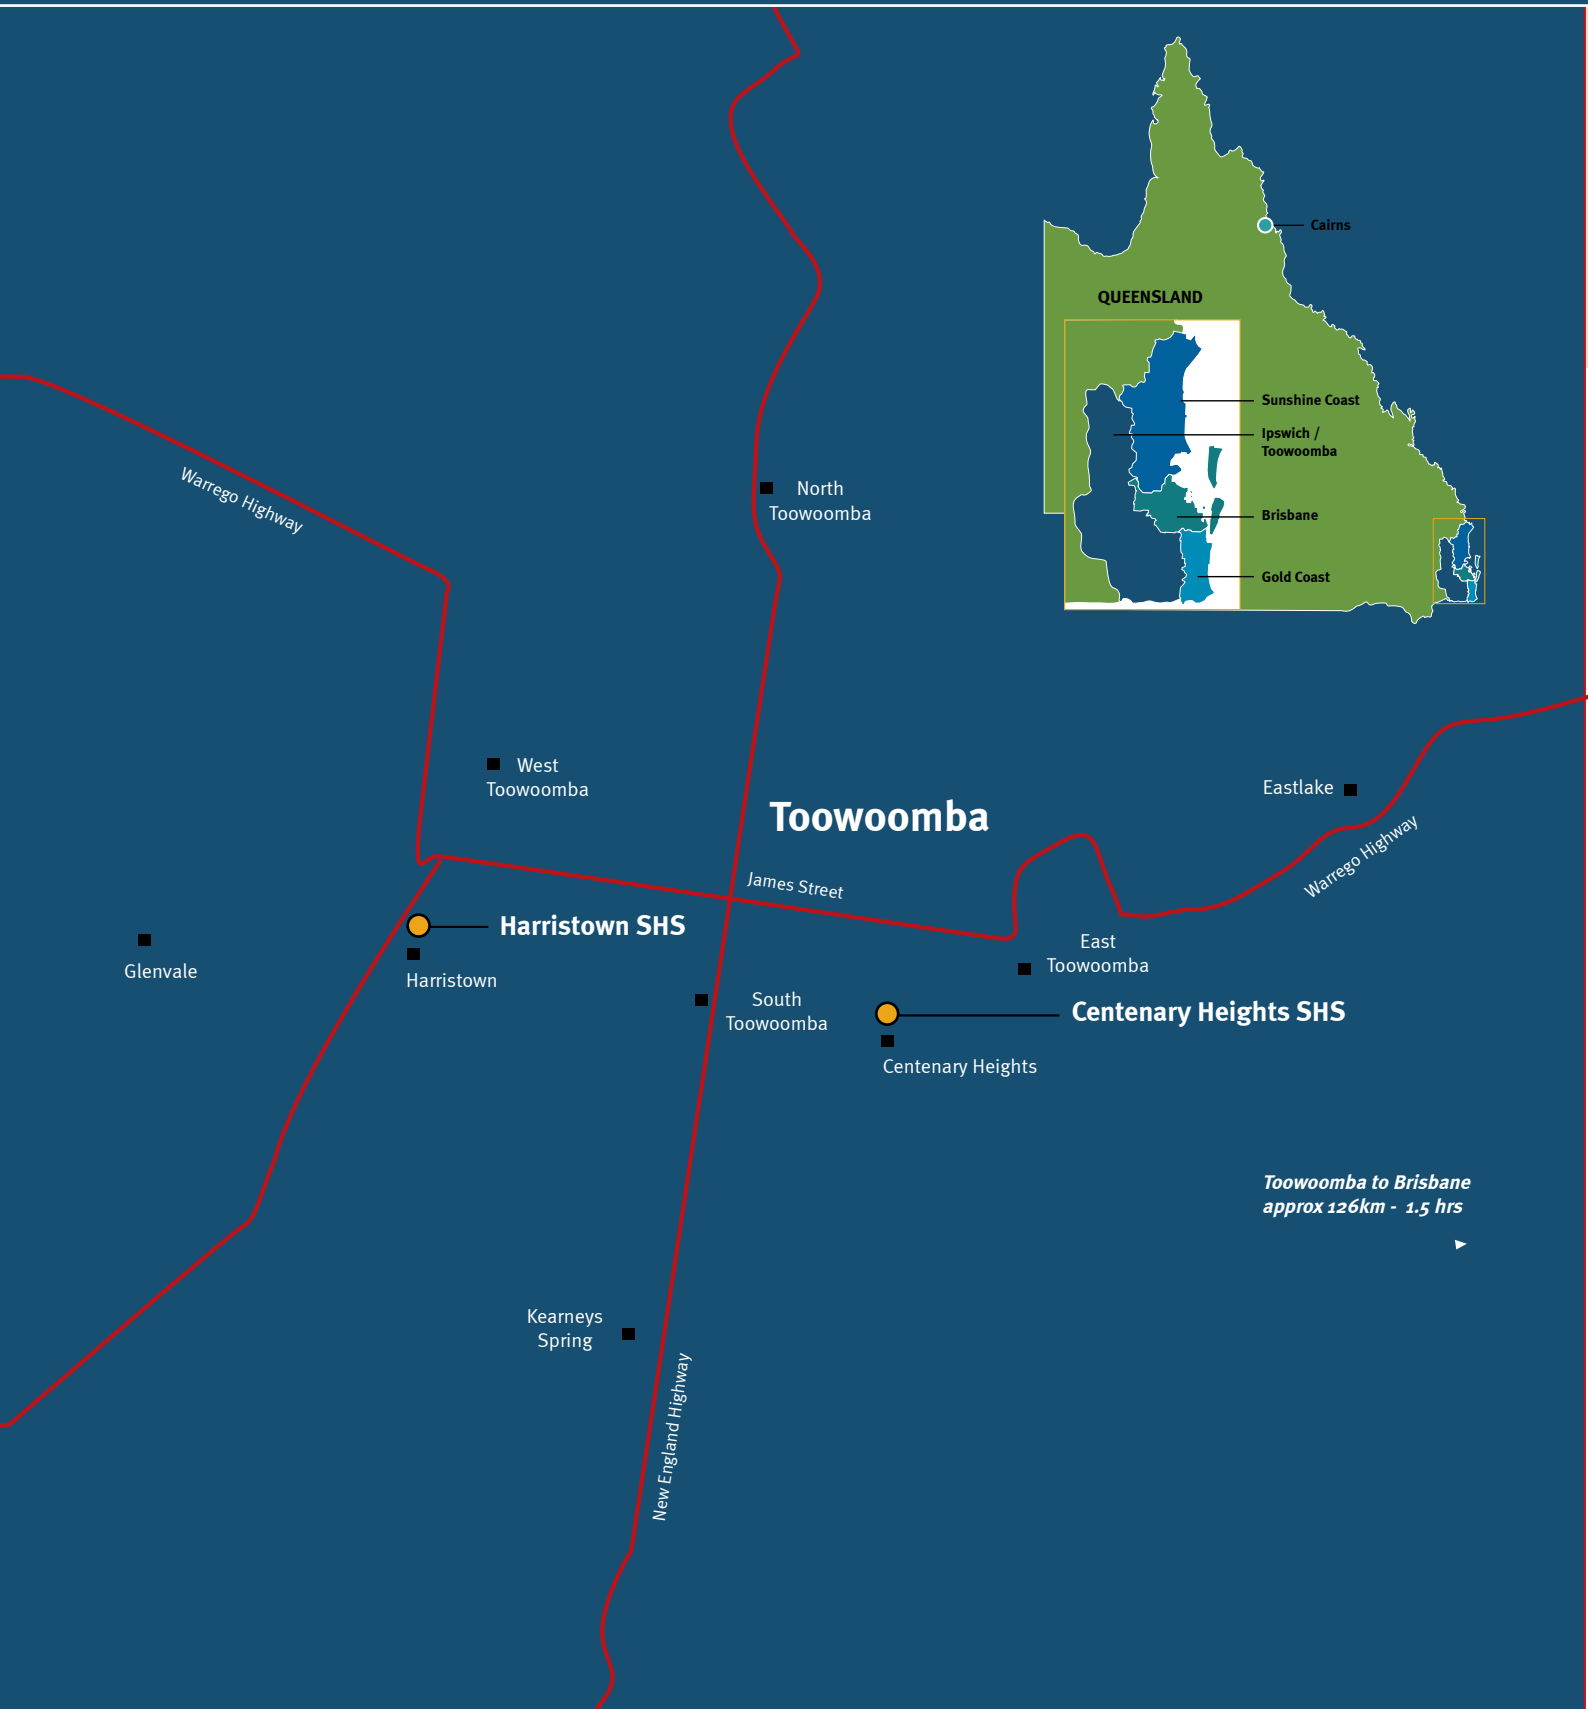 Cairns
QUEENSLAND
Sunshine Coast
Ipswich /
Toowoomba
Brisbane
Gold Coast
Warrego Highway
North
Toowoomba
West
Toowoomba
Toowoomba
Eastlake
Warrego Highway
James Street
Harristown SHS
Glenvale
Harristown
East
Toowoomba
South
Toowoomba
Centenary Heights SHS
Centenary Heights
Toowoomba to Brisbane
approx 126km - 1.5 hrs
Kearneys
Spring
New England Highway